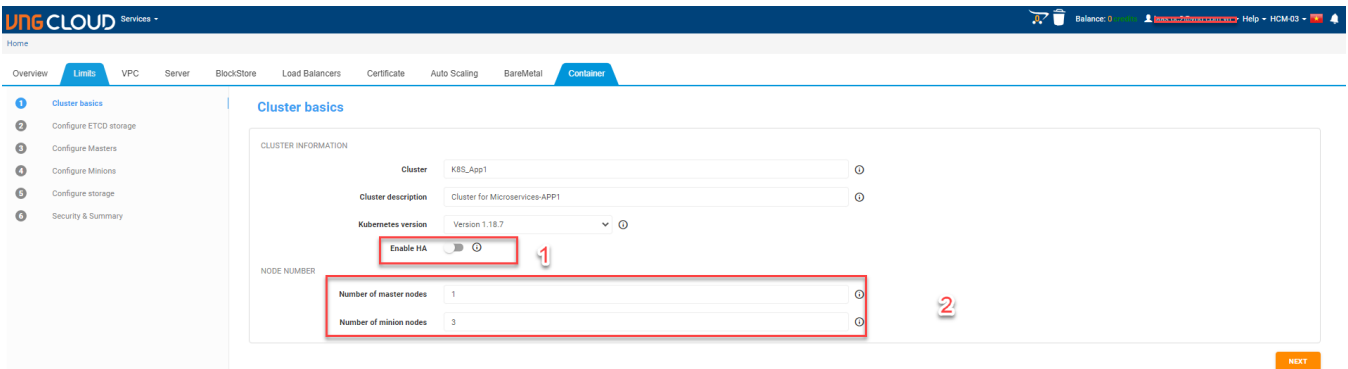 VNG CLOUD Services
0 Balance: 0 credits Help HCM-03
Home
Overview Limits VPC Server BlockStore Load Balancers Certificate Auto Scaling BareMetal Container
1 Cluster basics
2 Configure ETCD storage
3 Configure Masters
4 Configure Minions
5 Configure storage
6 Security & Summary
Cluster basics
CLUSTER INFORMATION
Cluster K8S_App1
Cluster description Cluster for Microservices-APP1
Kubernetes version Version 1.18.7
Enable HA
1
NODE NUMBER
Number of master nodes 1
Number of minion nodes 3
2
NEXT